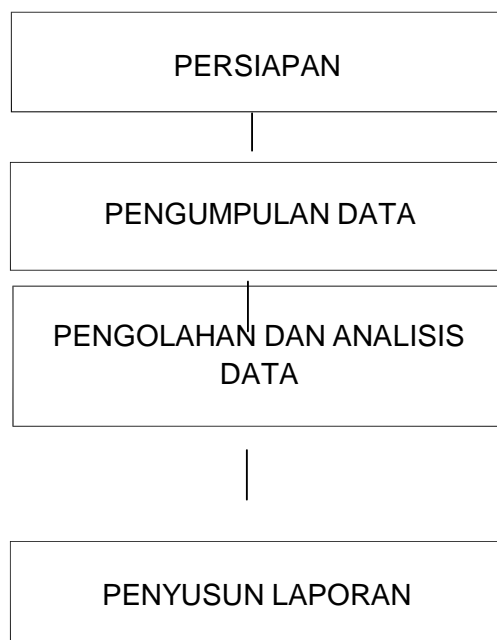 PERSIAPAN
PENGUMPULAN DATA
PENGOLAHAN DAN ANALISIS
DATA
PENYUSUN LAPORAN